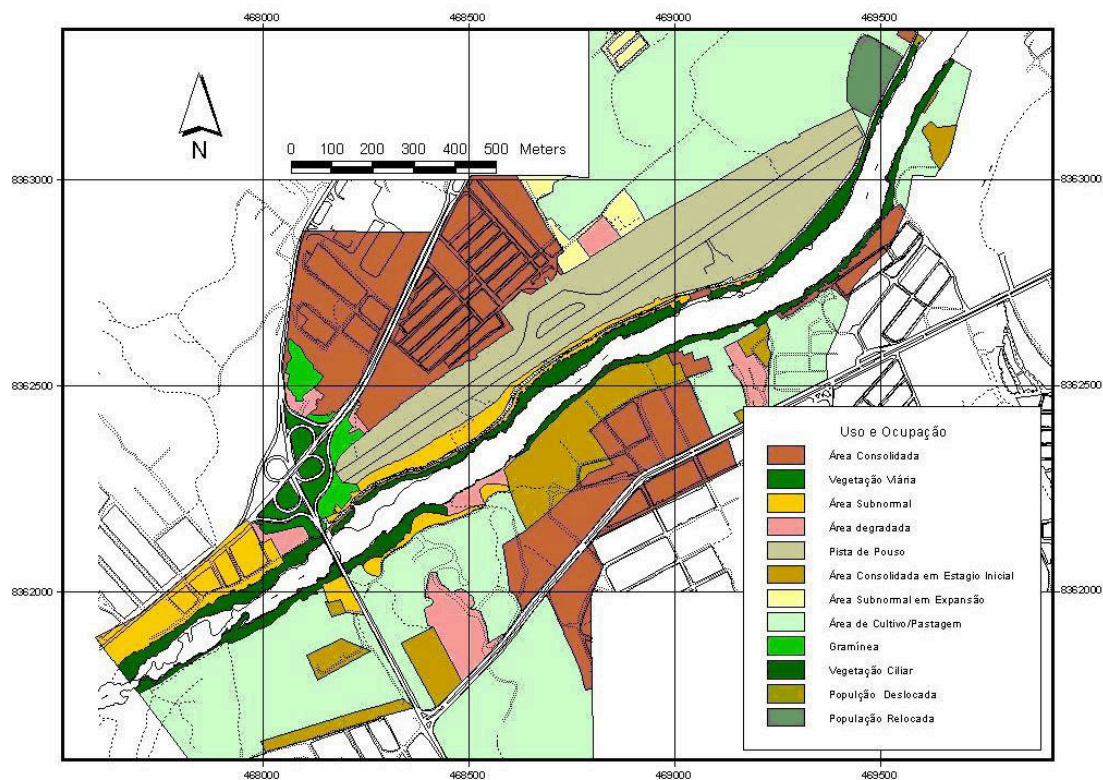 468000 468500 469000 469500
N
0 100 200 300 400 500 Meters
8363000 8363000
8362500 8362500
8362000 8362000
Uso e Ocupação
Área Consolidada
Vegetação Viária
Área Subnormal
Área degradada
Pista de Pouso
Área Consolidada em Estagio Inicial
Área Subnormal em Expansão
Área de Cultivo/Pastagem
Gramínea
Vegetação Ciliar
Populção Deslocada
População Relocada
468000 468500 469000 469500